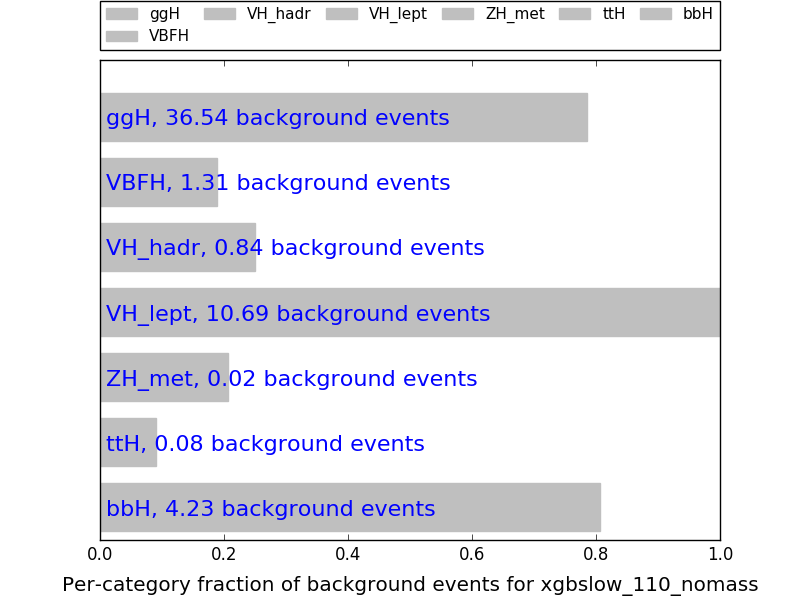 ggH VH_hadr VH_lept ZH_met ttH bbH
VBFH
ggH, 36.54 background events
VBFH, 1.31 background events
VH_hadr, 0.84 background events
VH_lept, 10.69 background events
ZH_met, 0.02 background events
ttH, 0.08 background events
bbH, 4.23 background events
0.0 0.2 0.4 0.6 0.8 1.0
Per-category fraction of background events for xgbslow_110_nomass